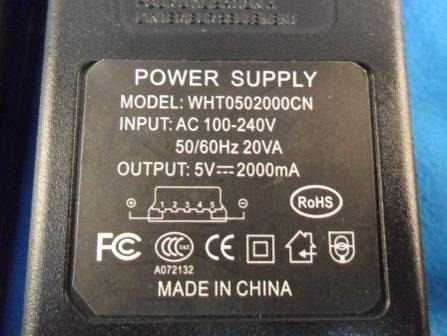 POWER SUPPLY
MODEL: WHT0502000CN
INPUT: AC 100-240V
50/60Hz 20VA
OUTPUT: 5V⎓2000mA
⊕ 1 2 3 4 5 ⊖
RoHS
FC CCC S&E CE
A072132
MADE IN CHINA